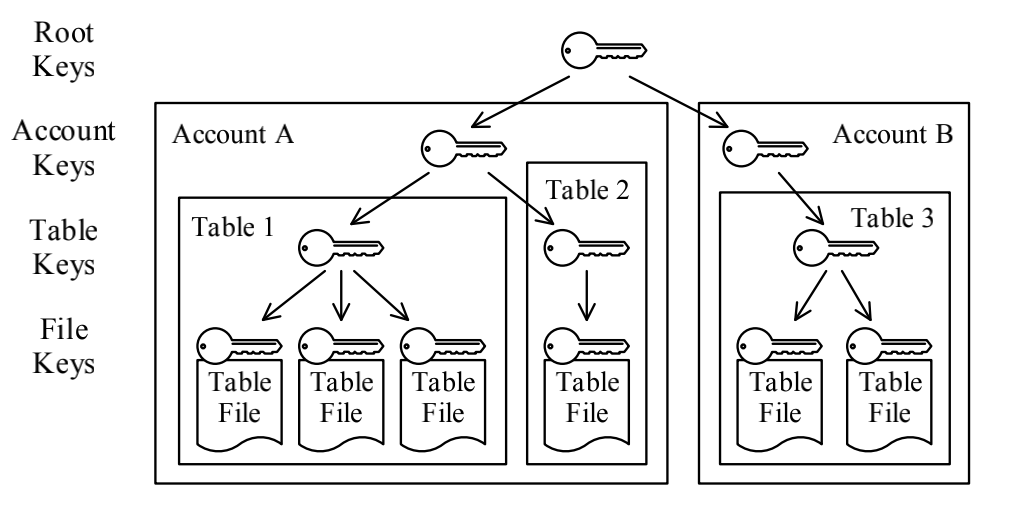 Root
Keys
Account
Keys
Table
Keys
File
Keys
Account A
Table 1
Table 2
Account B
Table 3
Table
File
Table
File
Table
File
Table
File
Table
File
Table
File